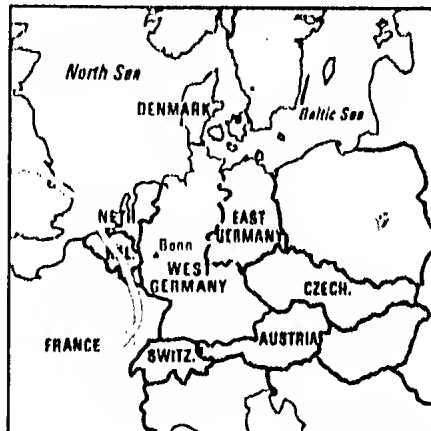 North Sea
Baltic Sea
DENMARK
NETH.
EAST
GERMANY
Bonn
WEST
GERMANY
CZECH.
FRANCE
SWITZ.
AUSTRIA